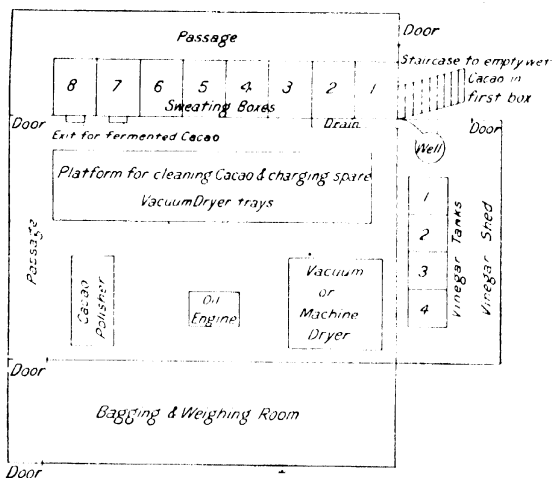 Passage
Door
Staircase to empty wet
Cacao in
first box
8 7 6 5 4 3 2 1
Sweating Boxes
Door
Exit for fermented Cacao
Drain
Well
Door
Platform for cleaning Cacao & charging spare
Vacuum Dryer trays
Passage
Cacao
Polisher
Oil
Engine
Vacuum
or
Machine
Dryer
1
2
3
4
Vinegar Tanks
Vinegar Shed
Door
Bagging & Weighing Room
Door